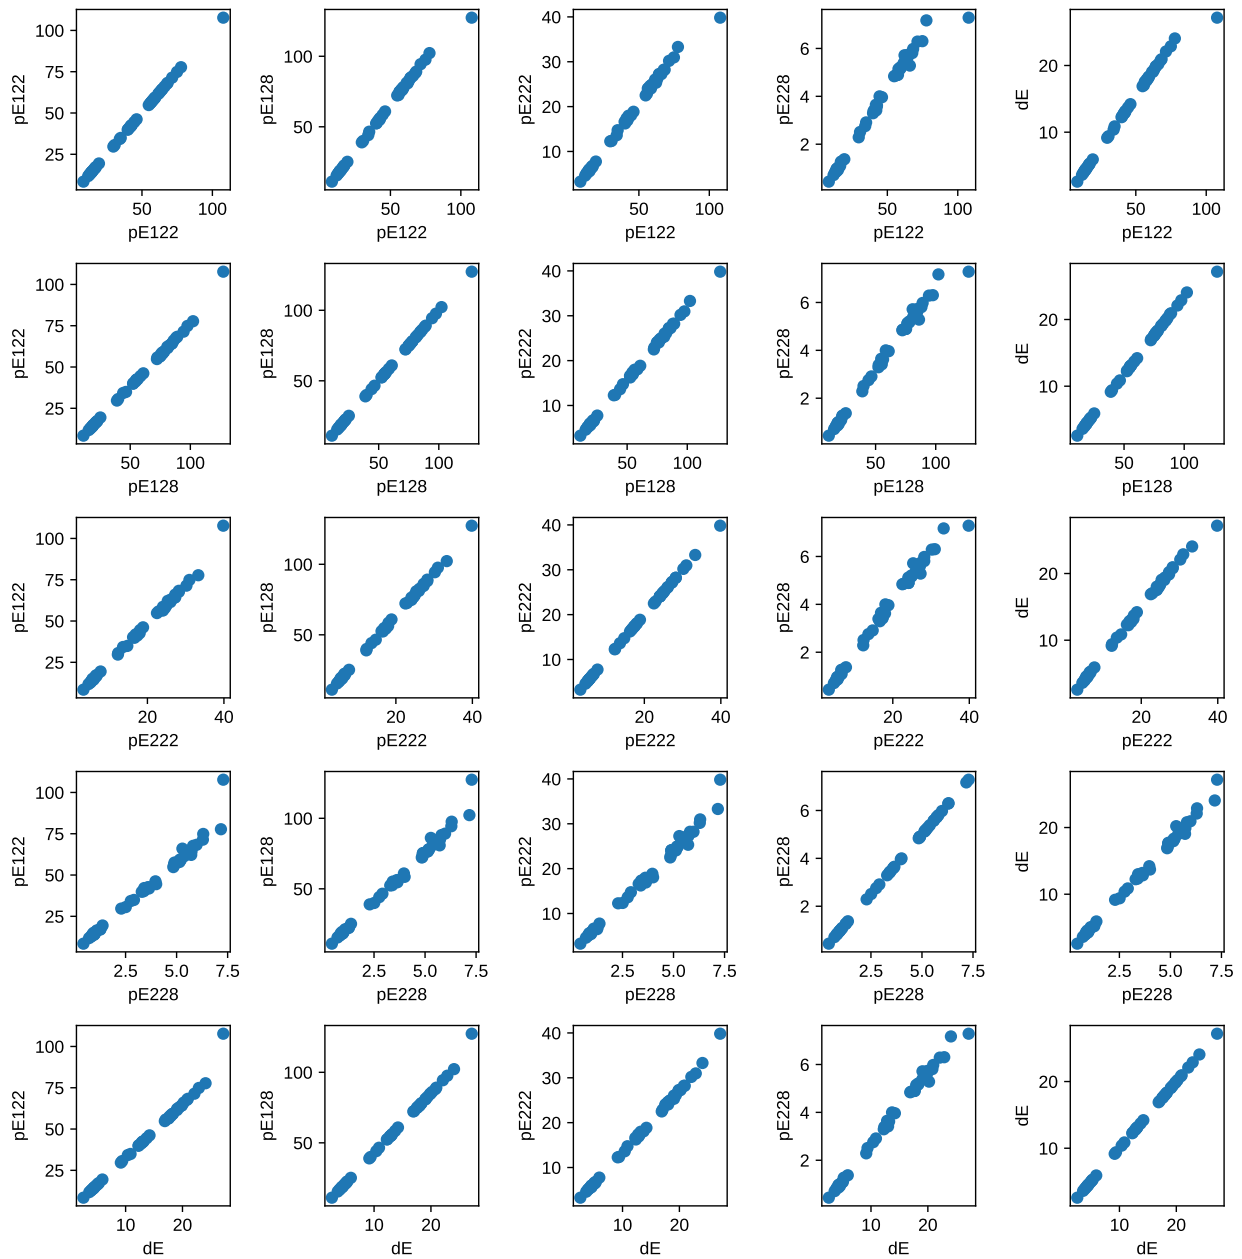 pE122 100 75 50 25 50 100 pE122
pE128 100 50 50 100 pE122
pE222 40 30 20 10 50 100 pE122
pE228 6 4 2 50 100 pE122
dE 20 10 50 100 pE122
pE122 100 75 50 25 50 100 pE128
pE128 100 50 50 100 pE128
pE222 40 30 20 10 50 100 pE128
pE228 6 4 2 50 100 pE128
dE 20 10 50 100 pE128
pE122 100 75 50 25 20 40 pE222
pE128 100 50 20 40 pE222
pE222 40 30 20 10 20 40 pE222
pE228 6 4 2 20 40 pE222
dE 20 10 20 40 pE222
pE122 100 75 50 25 2.5 5.0 7.5 pE228
pE128 100 50 2.5 5.0 7.5 pE228
pE222 40 30 20 10 2.5 5.0 7.5 pE228
pE228 6 4 2 2.5 5.0 7.5 pE228
dE 20 10 2.5 5.0 7.5 pE228
pE122 100 75 50 25 10 20 dE
pE128 100 50 10 20 dE
pE222 40 30 20 10 10 20 dE
pE228 6 4 2 10 20 dE
dE 20 10 10 20 dE